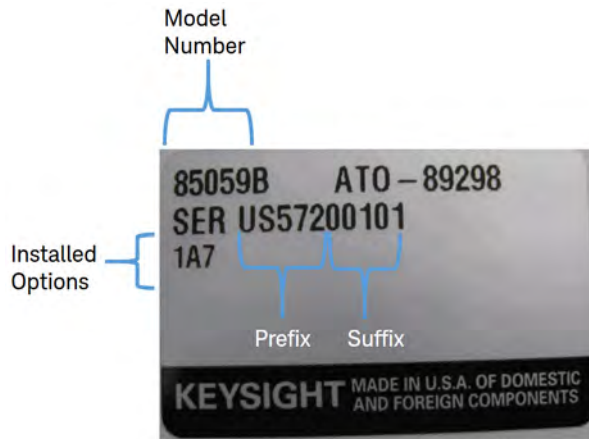 Model
Number
85059B ATO – 89298
SER US57200101
Installed
Options
1A7
Prefix Suffix
KEYSIGHT MADE IN U.S.A. OF DOMESTIC
AND FOREIGN COMPONENTS